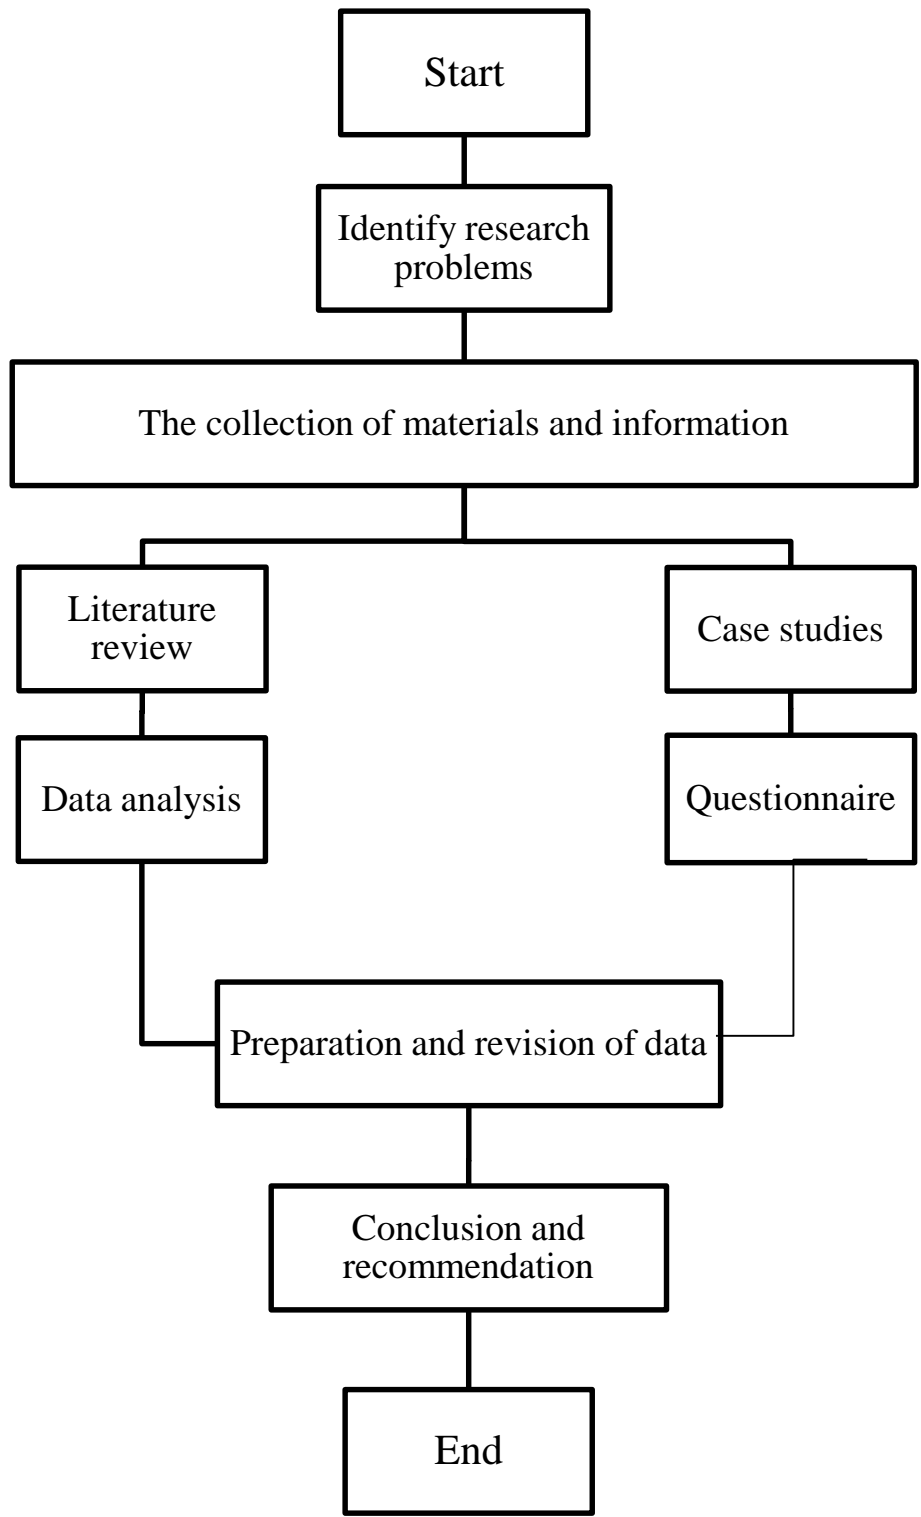 Start
Identify research
problems
The collection of materials and information
Literature
review
Case studies
Data analysis
Questionnaire
Preparation and revision of data
Conclusion and
recommendation
End